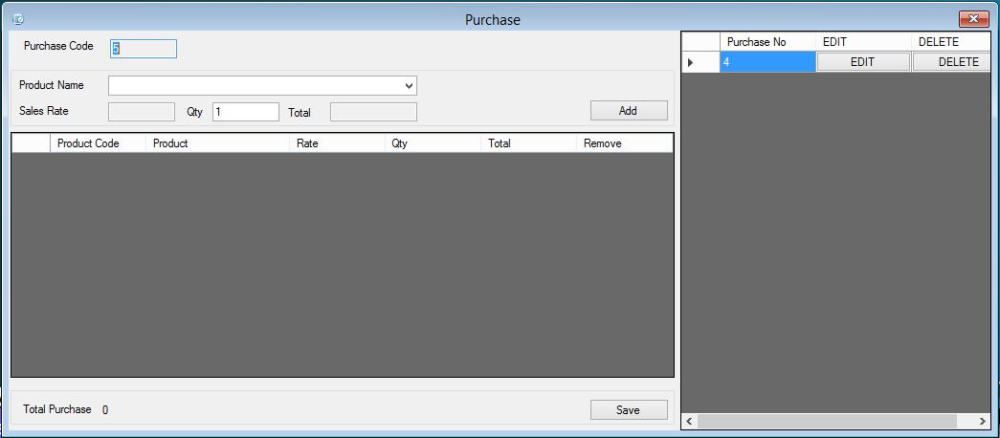 Purchase
Purchase Code 5
Product Name
Sales Rate Qty 1 Total Add
Product Code Product Rate Qty Total Remove
Total Purchase 0 Save
Purchase No EDIT DELETE
4 EDIT DELETE